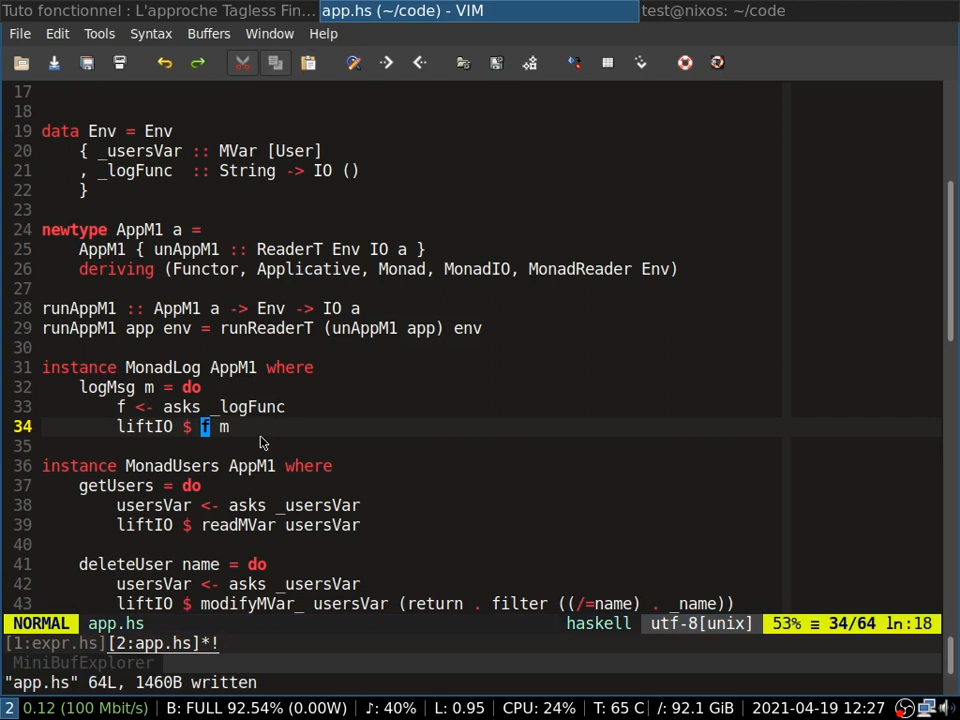 Tuto fonctionnel : L'approche Tagless Fin... app.hs (~/code) - VIM test@nixos: ~/code
File Edit Tools Syntax Buffers Window Help
17
18
19 data Env = Env
20     { _usersVar :: MVar [User]
21     , _logFunc  :: String -> IO ()
22     }
23
24 newtype AppM1 a =
25     AppM1 { unAppM1 :: ReaderT Env IO a }
26     deriving (Functor, Applicative, Monad, MonadIO, MonadReader Env)
27
28 runAppM1 :: AppM1 a -> Env -> IO a
29 runAppM1 app env = runReaderT (unAppM1 app) env
30
31 instance MonadLog AppM1 where
32     logMsg m = do
33         f <- asks _logFunc
34         liftIO $ f m
35
36 instance MonadUsers AppM1 where
37     getUsers = do
38         usersVar <- asks _usersVar
39         liftIO $ readMVar usersVar
40
41     deleteUser name = do
42         usersVar <- asks _usersVar
43         liftIO $ modifyMVar_ usersVar (return . filter ((/=name) . _name))
NORMAL app.hs haskell utf-8[unix] 53% ≡ 34/64 ln:18
[1:expr.hs][2:app.hs]*!
MiniBufExplorer
"app.hs" 64L, 1460B written
2 0.12 (100 Mbit/s) B: FULL 92.54% (0.00W) ♪: 40% L: 0.95 CPU: 24% T: 65 C /: 92.1 GiB 2021-04-19 12:27